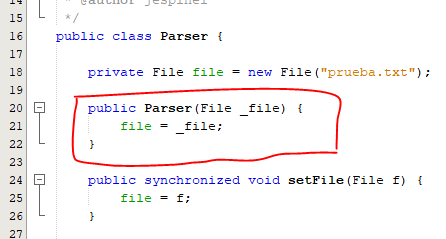 14 * @author jespinel
15 */
16 public class Parser {
17
18 private File file = new File("prueba.txt");
19
20 public Parser(File _file) {
21 file = _file;
22 }
23
24 public synchronized void setFile(File f) {
25 file = f;
26 }
27